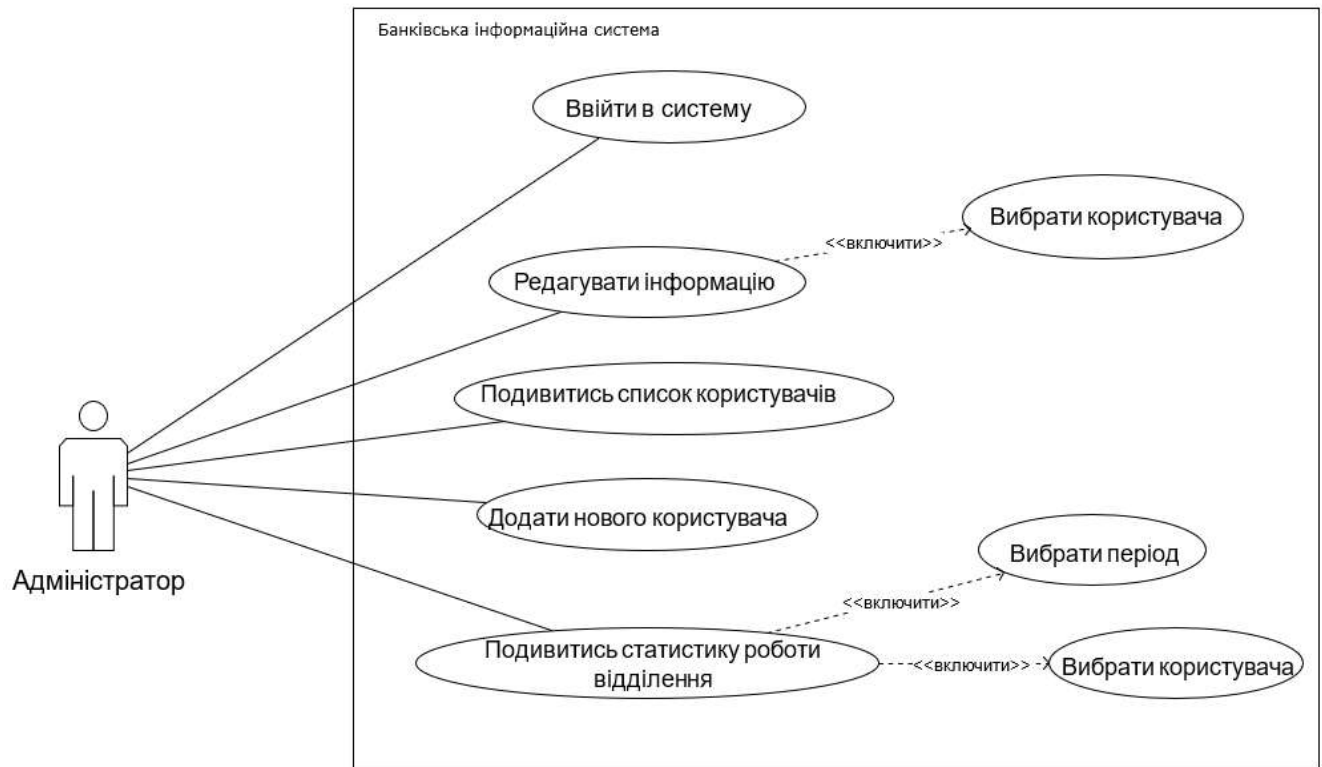 Банківська інформаційна система
Ввійти в систему
Вибрати користувача
<<включити>>
Редагувати інформацію
Подивитись список користувачів
Додати нового користувача
Вибрати період
Адміністратор
<<включити>>
Подивитись статистику роботи
відділення
<<включити>>
Вибрати користувача